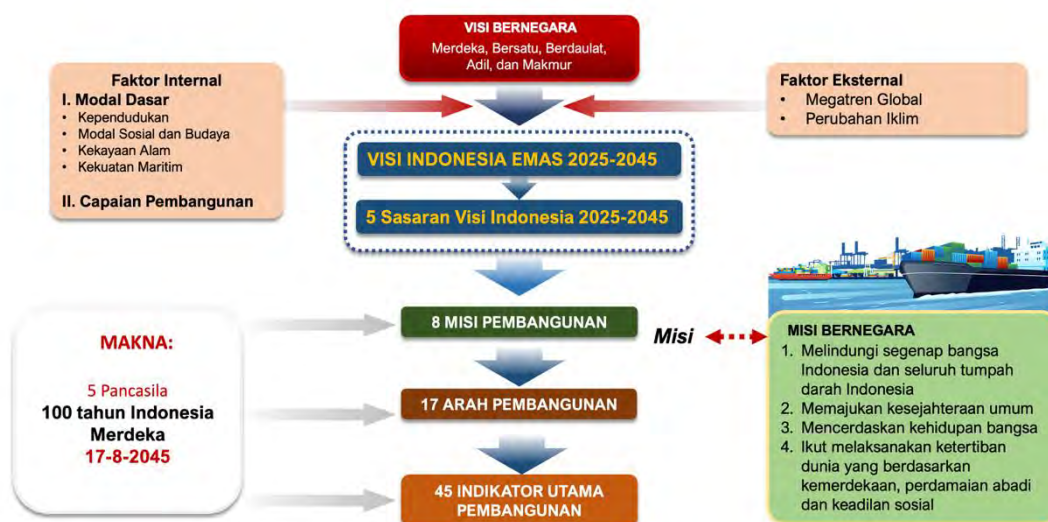 VISI BERNEGARA
Merdeka, Bersatu, Berdaulat,
Adil, dan Makmur
Faktor Internal
I. Modal Dasar
• Kependudukan
• Modal Sosial dan Budaya
• Kekayaan Alam
• Kekuatan Maritim
II. Capaian Pembangunan
Faktor Eksternal
• Megatren Global
• Perubahan Iklim
VISI INDONESIA EMAS 2025-2045
5 Sasaran Visi Indonesia 2025-2045
8 MISI PEMBANGUNAN
17 ARAH PEMBANGUNAN
45 INDIKATOR UTAMA
PEMBANGUNAN
MAKNA:
5 Pancasila
100 tahun Indonesia
Merdeka
17-8-2045
Misi
MISI BERNEGARA
1. Melindungi segenap bangsa
Indonesia dan seluruh tumpah
darah Indonesia
2. Memajukan kesejahteraan umum
3. Mencerdaskan kehidupan bangsa
4. Ikut melaksanakan ketertiban
dunia yang berdasarkan
kemerdekaan, perdamaian abadi
dan keadilan sosial